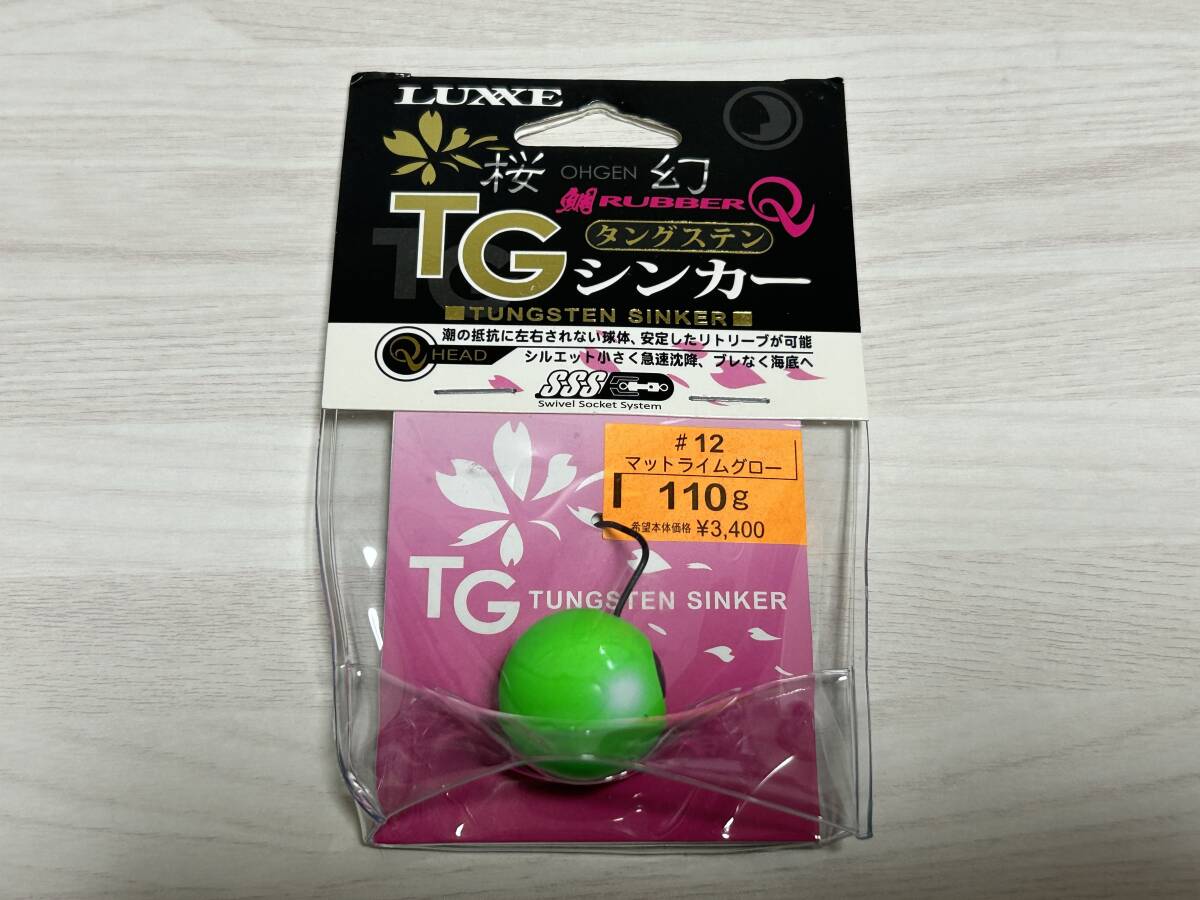 LUXXE
桜 OHGEN 幻
鯛RUBBER Q
TG
タングステン
TGシンカー
TUNGSTEN SINKER
潮の抵抗に左右されない球体、安定したリトリーブが可能
Q HEAD
シルエット小さく急速沈降、ブレなく海底へ
SSS
Swivel Socket System
#12
マットライムグロー
110g
希望本体価格 ¥3,400
TG TUNGSTEN SINKER